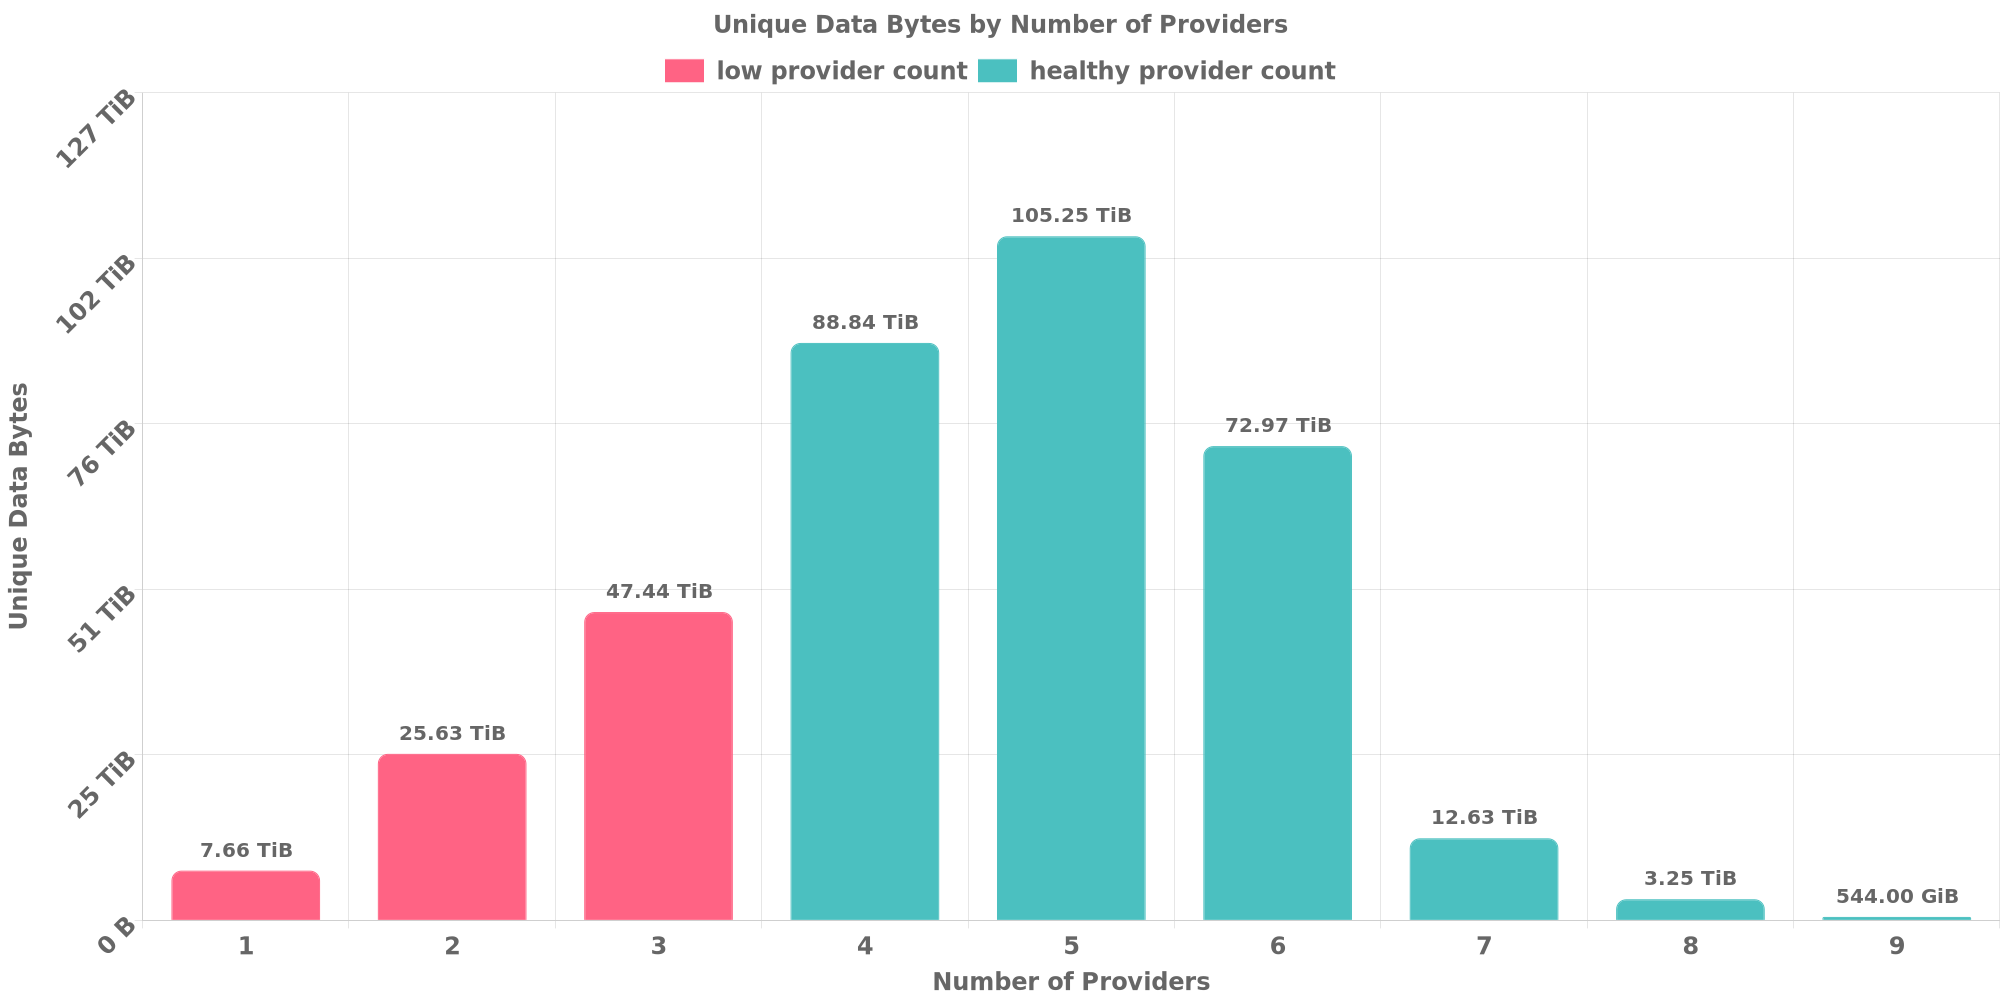 Unique Data Bytes by Number of Providers
low provider count healthy provider count
127 TiB
102 TiB
76 TiB
51 TiB
25 TiB
0 B
Unique Data Bytes
7.66 TiB
25.63 TiB
47.44 TiB
88.84 TiB
105.25 TiB
72.97 TiB
12.63 TiB
3.25 TiB
544.00 GiB
1 2 3 4 5 6 7 8 9
Number of Providers